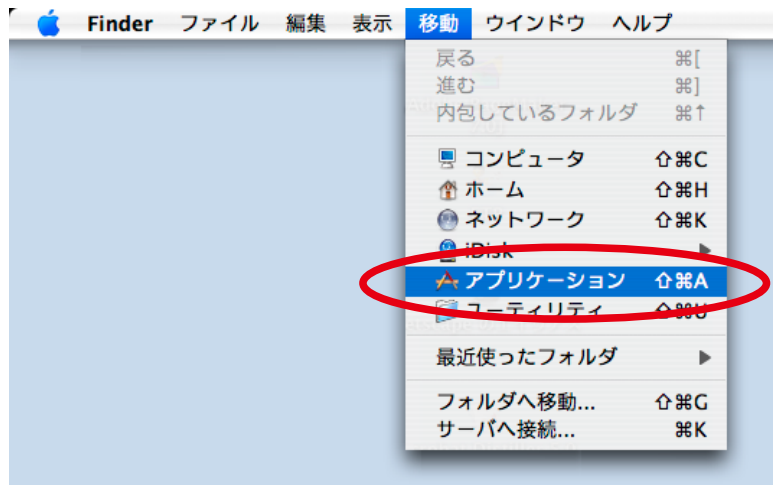 Finder ファイル 編集 表示 移動 ウインドウ ヘルプ
戻る ⌘[
進む ⌘]
内包しているフォルダ ⌘↑
コンピュータ ⇧⌘C
ホーム ⇧⌘H
ネットワーク ⇧⌘K
iDisk ▶
アプリケーション ⇧⌘A
ユーティリティ ⇧⌘U
最近使ったフォルダ ▶
フォルダへ移動... ⇧⌘G
サーバへ接続... ⌘K